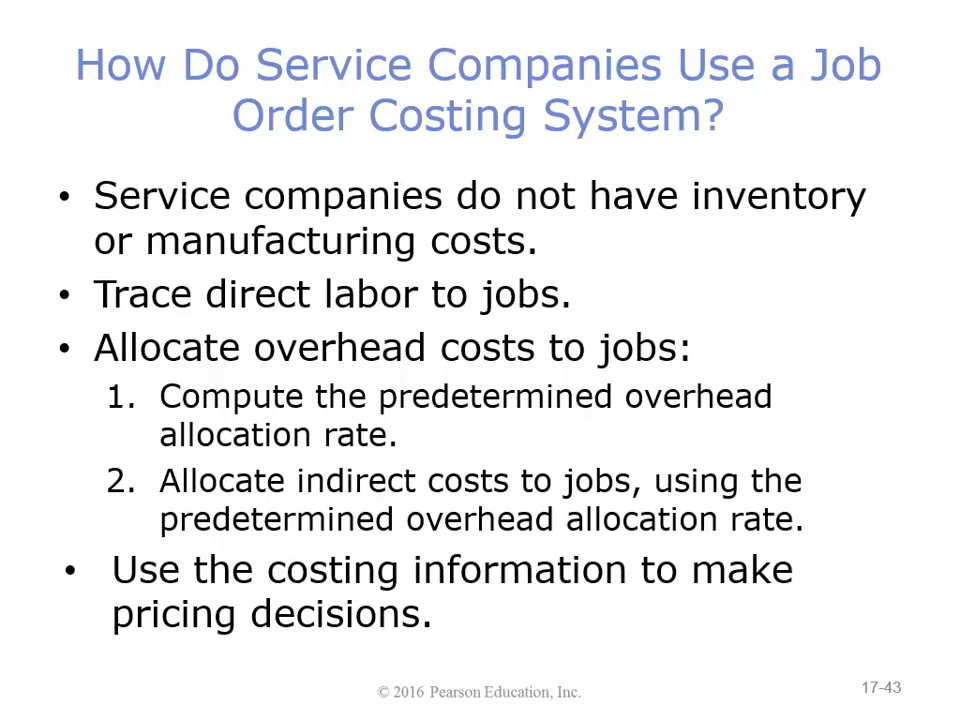 How Do Service Companies Use a Job
Order Costing System?
• Service companies do not have inventory
or manufacturing costs.
• Trace direct labor to jobs.
• Allocate overhead costs to jobs:
1. Compute the predetermined overhead
allocation rate.
2. Allocate indirect costs to jobs, using the
predetermined overhead allocation rate.
• Use the costing information to make
pricing decisions.
© 2016 Pearson Education, Inc.
17-43